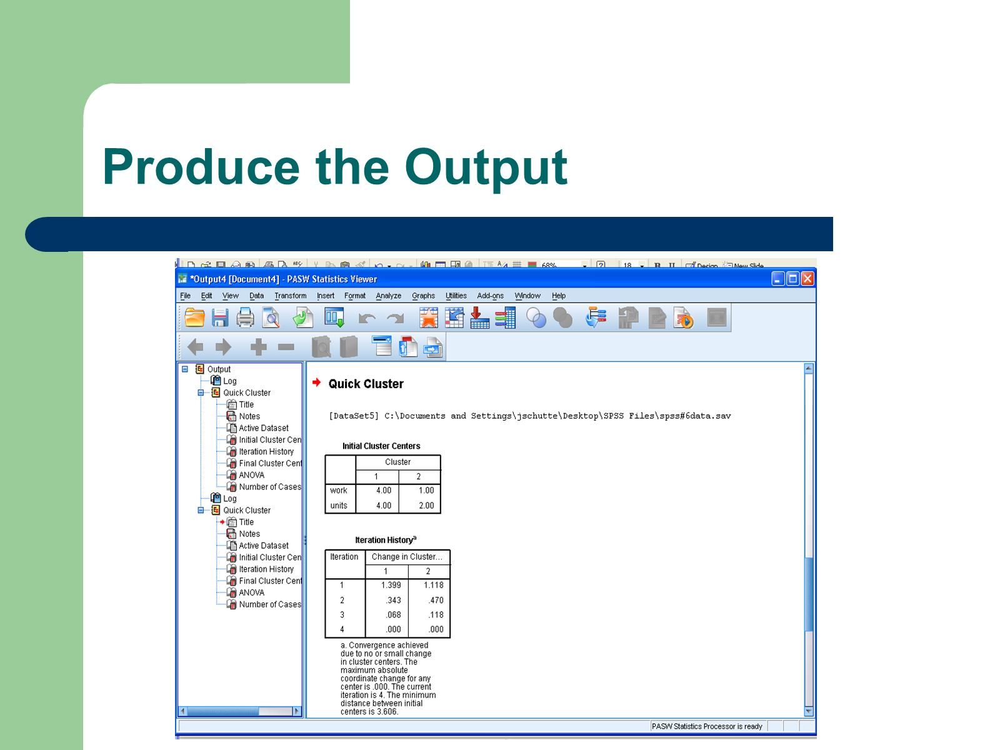 Produce the Output
68%
18
B U
Design
New Slide
*Output4 [Document4] - PASW Statistics Viewer
File Edit View Data Transform Insert Format Analyze Graphs Utilities Add-ons Window Help
Output
Log
Quick Cluster
Title
Notes
Active Dataset
Initial Cluster Cen
Iteration History
Final Cluster Cent
ANOVA
Number of Cases
Log
Quick Cluster
Title
Notes
Active Dataset
Initial Cluster Cen
Iteration History
Final Cluster Cent
ANOVA
Number of Cases
Quick Cluster
[DataSet5] C:\Documents and Settings\jschutte\Desktop\SPSS Files\spss#6data.sav
Initial Cluster Centers
Cluster
1 2
work 4.00 1.00
units 4.00 2.00
Iteration Historyª
Iteration Change in Cluster...
1 2
1 1.399 1.118
2 .343 .470
3 .068 .118
4 .000 .000
a. Convergence achieved
due to no or small change
in cluster centers. The
maximum absolute
coordinate change for any
center is .000. The current
iteration is 4. The minimum
distance between initial
centers is 3.606.
PASW Statistics Processor is ready